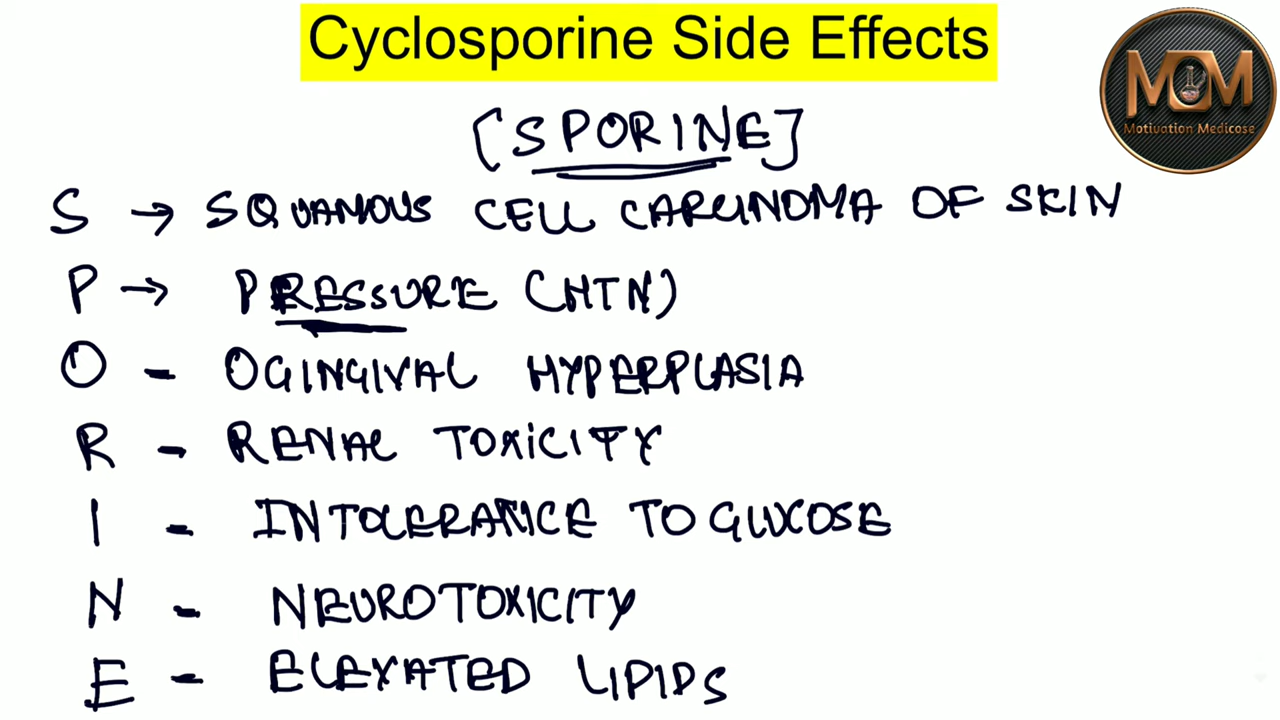 Cyclosporine Side Effects
MOM
Motivation Medicose
[SPORINE]
S → SQUAMOUS CELL CARCINOMA OF SKIN
P → PRESSURE (HTN)
O - OGINGIVAL HYPERPLASIA
R - RENAL TOXICITY
I - INTOLERANCE TO GLUCOSE
N - NEUROTOXICITY
E - ELEVATED LIPIDS